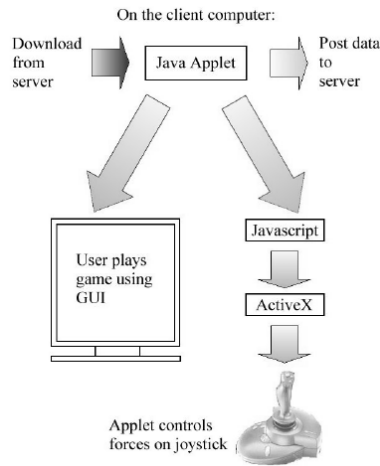 On the client computer:
Download
from
server
Java Applet
Post data
to
server
User plays
game using
GUI
Javascript
ActiveX
Applet controls
forces on joystick